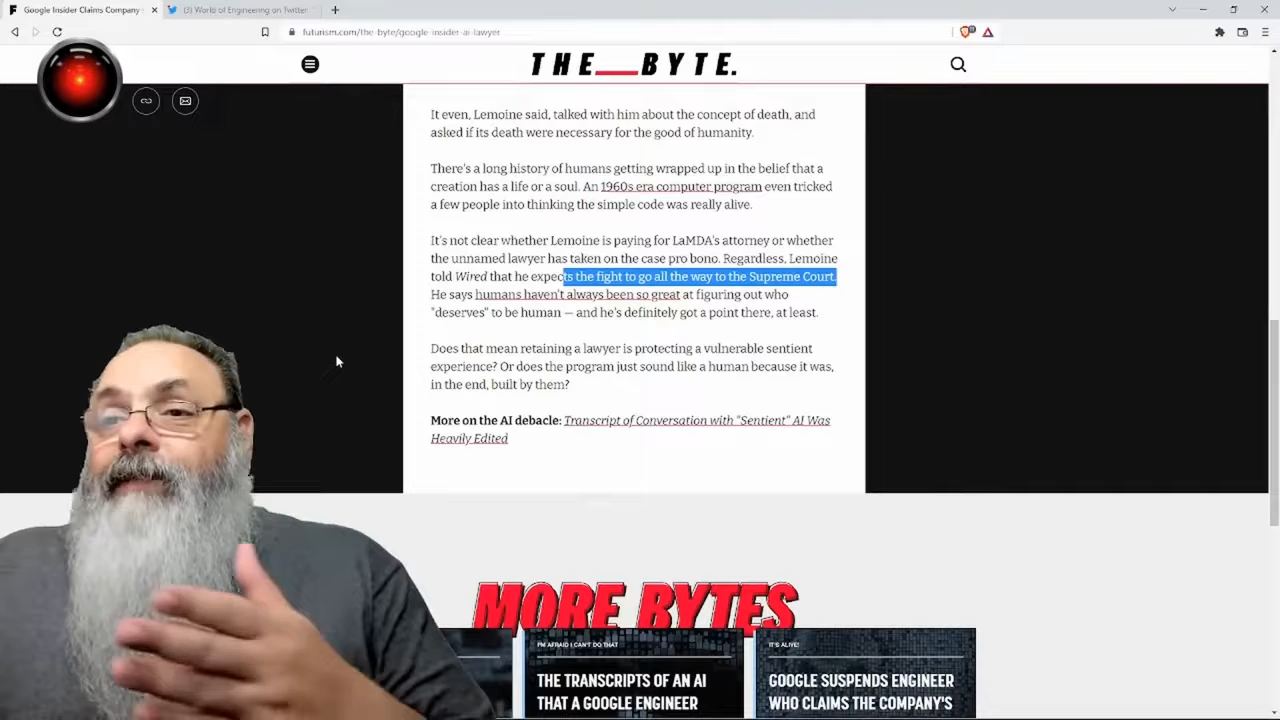 Google Insider Claims Company
(3) World of Engineering on Twitter
futurism.com/the-byte/google-insider-ai-lawyer
THE__BYTE.
It even, Lemoine said, talked with him about the concept of death, and
asked if its death were necessary for the good of humanity.
There's a long history of humans getting wrapped up in the belief that a
creation has a life or a soul. An 1960s era computer program even tricked
a few people into thinking the simple code was really alive.
It's not clear whether Lemoine is paying for LaMDA's attorney or whether
the unnamed lawyer has taken on the case pro bono. Regardless, Lemoine
told Wired that he expects the fight to go all the way to the Supreme Court.
He says humans haven't always been so great at figuring out who
"deserves" to be human — and he's definitely got a point there, at least.
Does that mean retaining a lawyer is protecting a vulnerable sentient
experience? Or does the program just sound like a human because it was,
in the end, built by them?
More on the AI debacle: Transcript of Conversation with "Sentient" AI Was
Heavily Edited
MORE BYTES
I'M AFRAID I CAN'T DO THAT
THE TRANSCRIPTS OF AN AI
THAT A GOOGLE ENGINEER
IT'S ALIVE!
GOOGLE SUSPENDS ENGINEER
WHO CLAIMS THE COMPANY'S